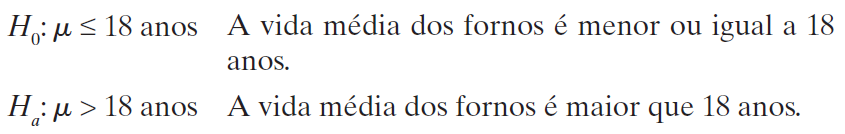 H₀: μ ≤ 18 anos A vida média dos fornos é menor ou igual a 18
anos.
Hₐ: μ > 18 anos A vida média dos fornos é maior que 18 anos.